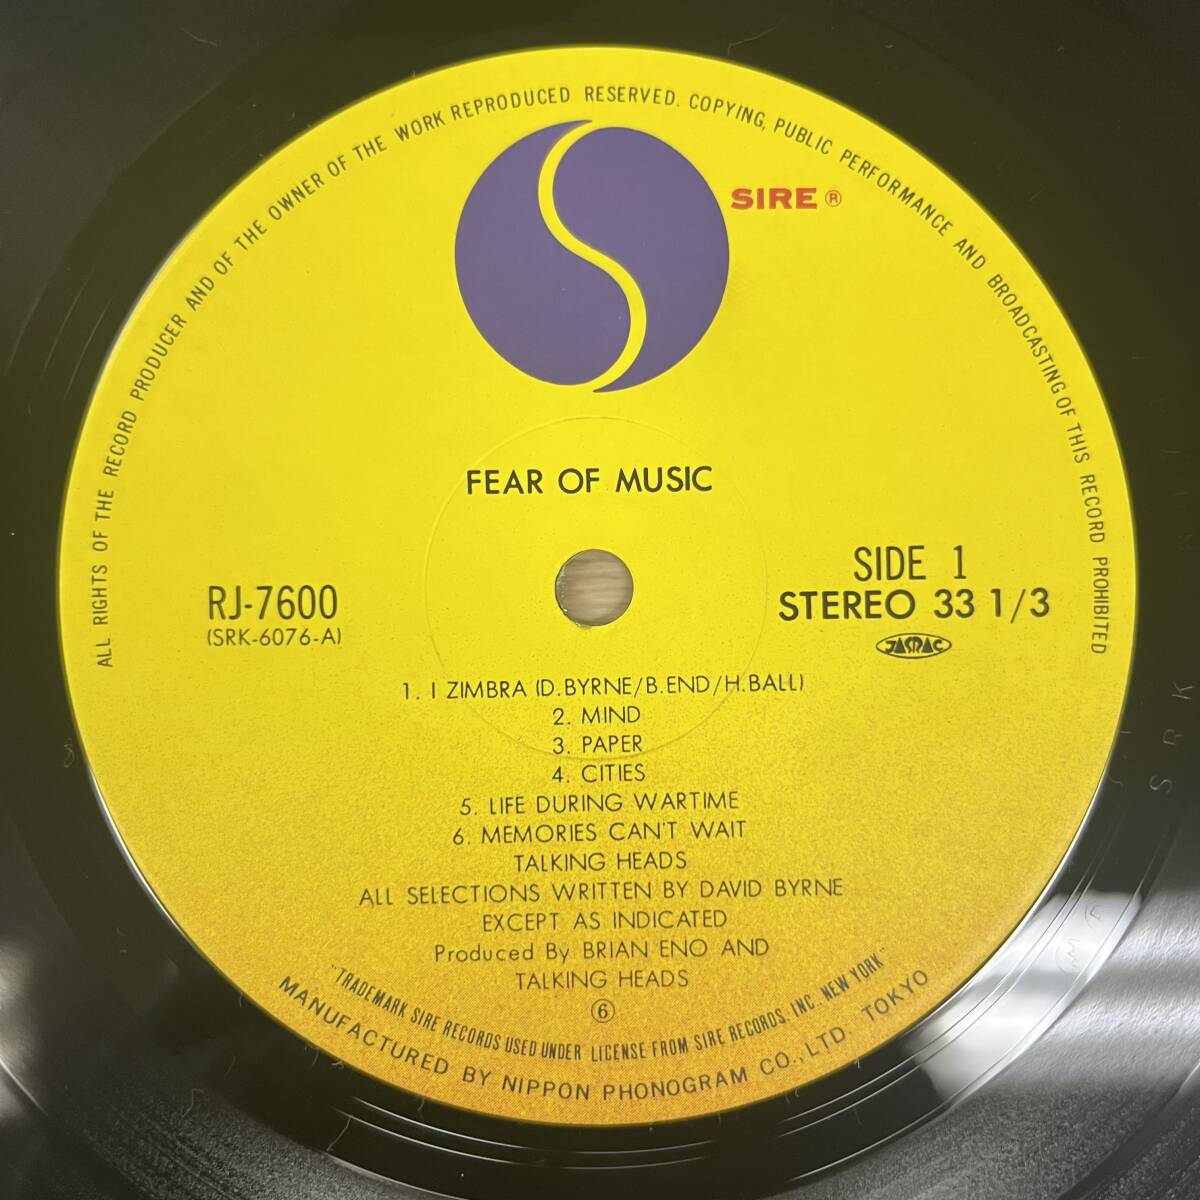 ALL RIGHTS OF THE RECORD PRODUCER AND OF THE OWNER OF THE WORK REPRODUCED RESERVED. COPYING, PUBLIC PERFORMANCE AND BROADCASTING OF THIS RECORD PROHIBITED
SIRE ®
FEAR OF MUSIC
RJ-7600
(SRK-6076-A)
SIDE 1
STEREO 33 1/3
JASRAC
1. I ZIMBRA (D.BYRNE/B.END/H.BALL)
2. MIND
3. PAPER
4. CITIES
5. LIFE DURING WARTIME
6. MEMORIES CAN'T WAIT
TALKING HEADS
ALL SELECTIONS WRITTEN BY DAVID BYRNE
EXCEPT AS INDICATED
Produced By BRIAN ENO AND
TALKING HEADS
⑥
"TRADEMARK SIRE RECORDS USED UNDER LICENSE FROM SIRE RECORDS, INC., NEW YORK"
MANUFACTURED BY NIPPON PHONOGRAM CO., LTD. TOKYO
S R K